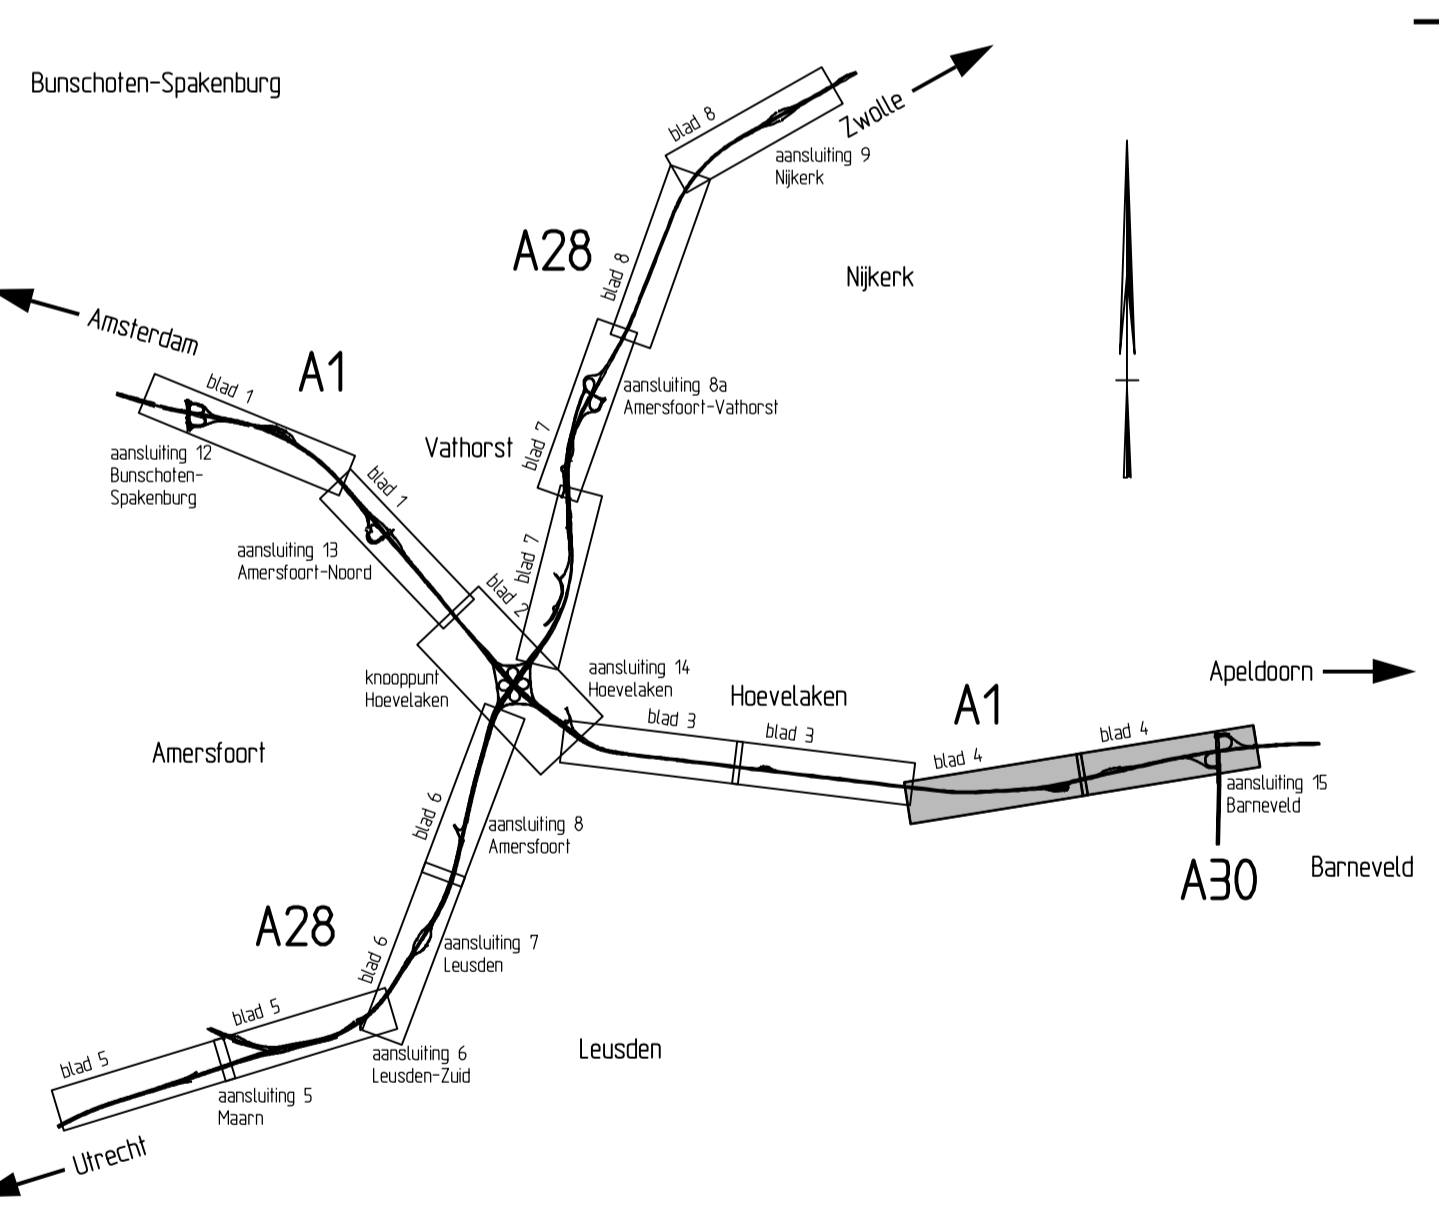 Bunschoten-Spakenburg
blad 8
Zwolle
aansluiting 9
Nijkerk
A28
blad 8
Nijkerk
Amsterdam
A1
blad 1
aansluiting 8a
Amersfoort-Vathorst
Vathorst
blad 7
aansluiting 12
Bunschoten-
Spakenburg
blad 1
aansluiting 13
Amersfoort-Noord
blad 7
blad 2
knooppunt
Hoevelaken
aansluiting 14
Hoevelaken
Hoevelaken
A1
Apeldoorn
blad 3
blad 3
blad 4
blad 4
Amersfoort
aansluiting 15
Barneveld
A30
Barneveld
blad 6
aansluiting 8
Amersfoort
A28
blad 6
aansluiting 7
Leusden
blad 5
blad 5
aansluiting 6
Leusden-Zuid
Leusden
aansluiting 5
Maarn
Utrecht